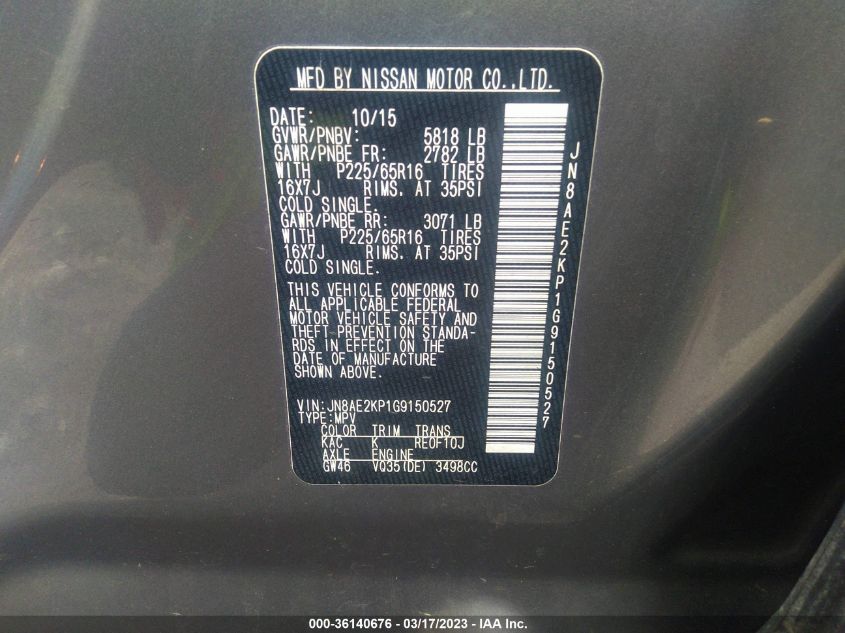 MFD BY NISSAN MOTOR CO.,LTD.
DATE: 10/15
GVWR/PNBV: 5818 LB
GAWR/PNBE FR: 2782 LB
WITH P225/65R16 TIRES
16X7J RIMS. AT 35PSI
COLD SINGLE.
GAWR/PNBE RR: 3071 LB
WITH P225/65R16 TIRES
16X7J RIMS. AT 35PSI
COLD SINGLE.
THIS VEHICLE CONFORMS TO
ALL APPLICABLE FEDERAL
MOTOR VEHICLE SAFETY AND
THEFT PREVENTION STANDA-
RDS IN EFFECT ON THE
DATE OF MANUFACTURE
SHOWN ABOVE.
VIN:JN8AE2KP1G9150527
TYPE:MPV
COLOR TRIM TRANS
KAC K RE0F10J
AXLE ENGINE
GW46 VQ35(DE) 3498CC
JN8AE2KP1G9150527
000-36140676 - 03/17/2023 - IAA Inc.